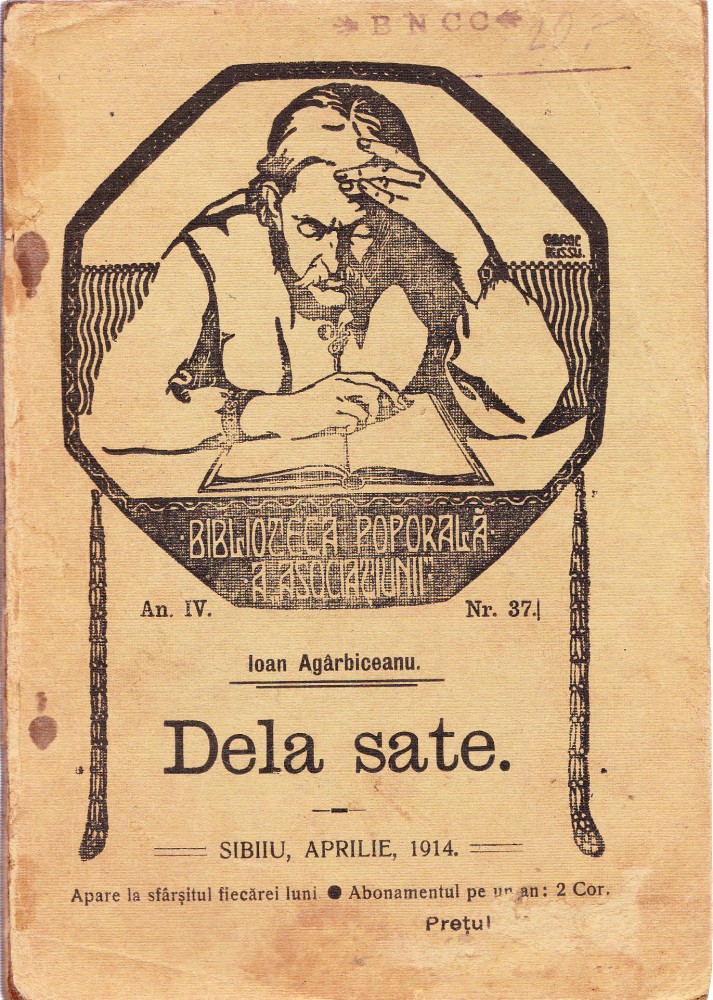 BNCC
20.-
BIBLIOTECA POPORALĂ
A ASOCIAȚIUNII
An. IV. Nr. 37.
Ioan Agârbiceanu.
Dela sate.
SIBIIU, APRILIE, 1914.
Apare la sfârșitul fiecărei luni ● Abonamentul pe un an: 2 Cor.
Prețul